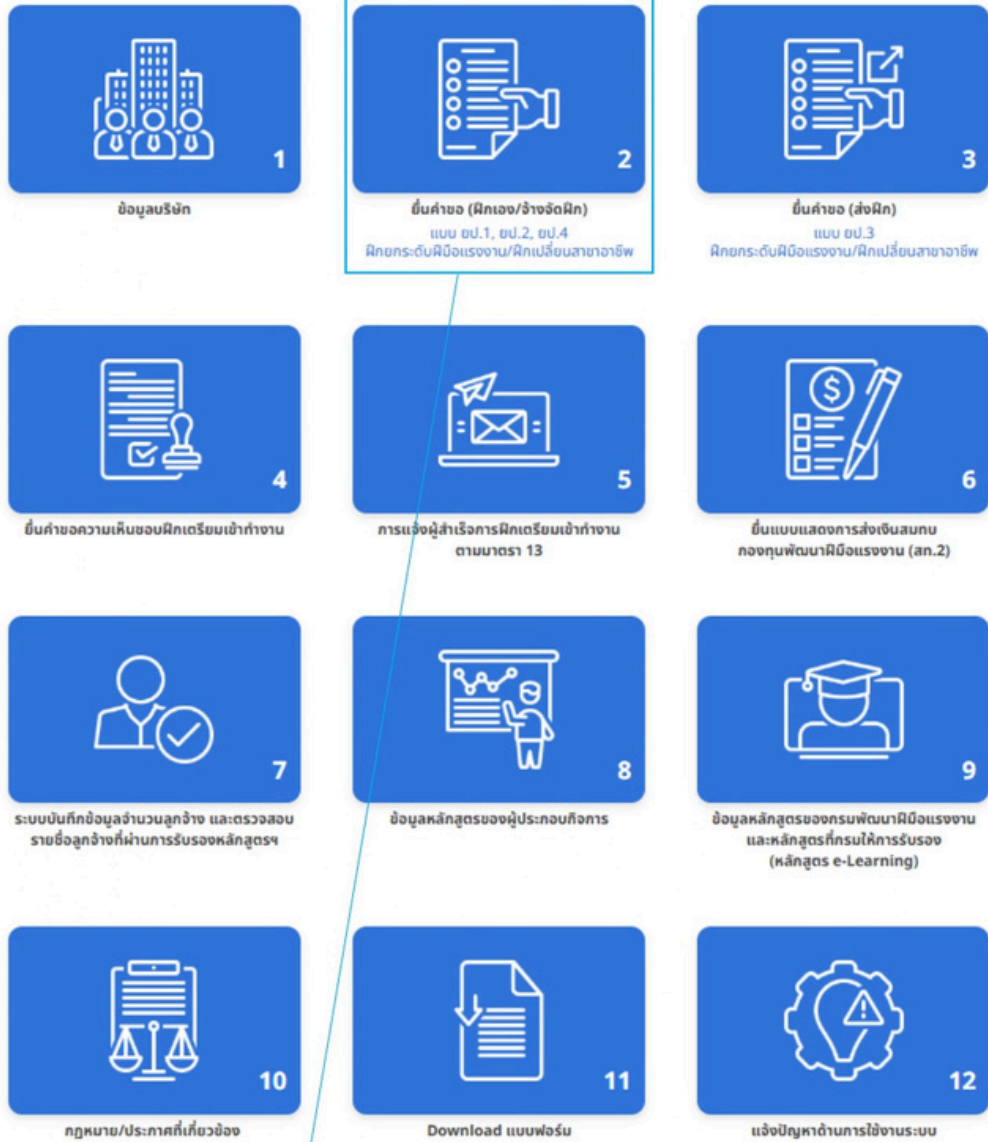 1
ข้อมูลบริษัท
2
ยื่นคำขอ (ฝึกเอง/จ้างจัดฝึก)
แบบ ยป.1, ยป.2, ยป.4
ฝึกยกระดับฝีมือแรงงาน/ฝึกเปลี่ยนสาขาอาชีพ
3
ยื่นคำขอ (ส่งฝึก)
แบบ ยป.3
ฝึกยกระดับฝีมือแรงงาน/ฝึกเปลี่ยนสาขาอาชีพ
4
ยื่นคำขอความเห็นชอบฝึกเตรียมเข้าทำงาน
5
การแจ้งผู้สำเร็จการฝึกเตรียมเข้าทำงาน
ตามมาตรา 13
$
6
ยื่นแบบแสดงการส่งเงินสมทบ
กองทุนพัฒนาฝีมือแรงงาน (สท.2)
7
ระบบบันทึกข้อมูลจำนวนลูกจ้าง และตรวจสอบ
รายชื่อลูกจ้างที่ผ่านการรับรองหลักสูตรฯ
8
ข้อมูลหลักสูตรของผู้ประกอบกิจการ
9
ข้อมูลหลักสูตรของกรมพัฒนาฝีมือแรงงาน
และหลักสูตรที่กรมให้การรับรอง
(หลักสูตร e-Learning)
10
กฎหมาย/ประกาศที่เกี่ยวข้อง
11
Download แบบฟอร์ม
12
แจ้งปัญหาด้านการใช้งานระบบ